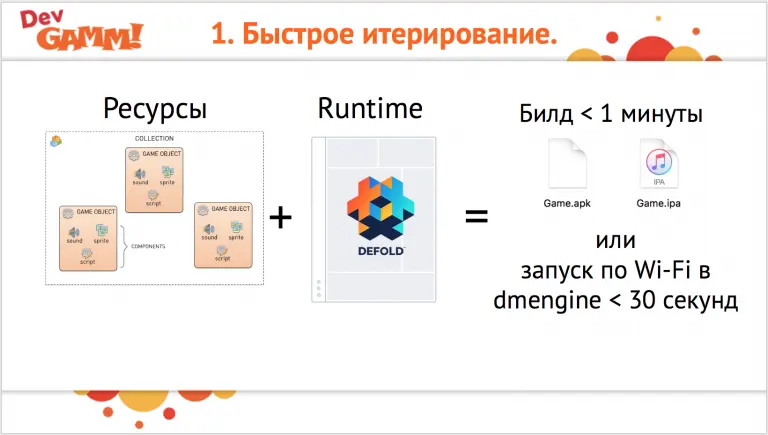 Dev
GAMM!
1. Быстрое итерирование.
Ресурсы
COLLECTION
GAME OBJECT
sound
sprite
script
GAME OBJECT
sound
sprite
script
COMPONENTS
GAME OBJECT
sound
sprite
script
+
Runtime
DEFOLD
=
Билд < 1 минуты
IPA
Game.apk
Game.ipa
или
запуск по Wi-Fi в
dmengine < 30 секунд